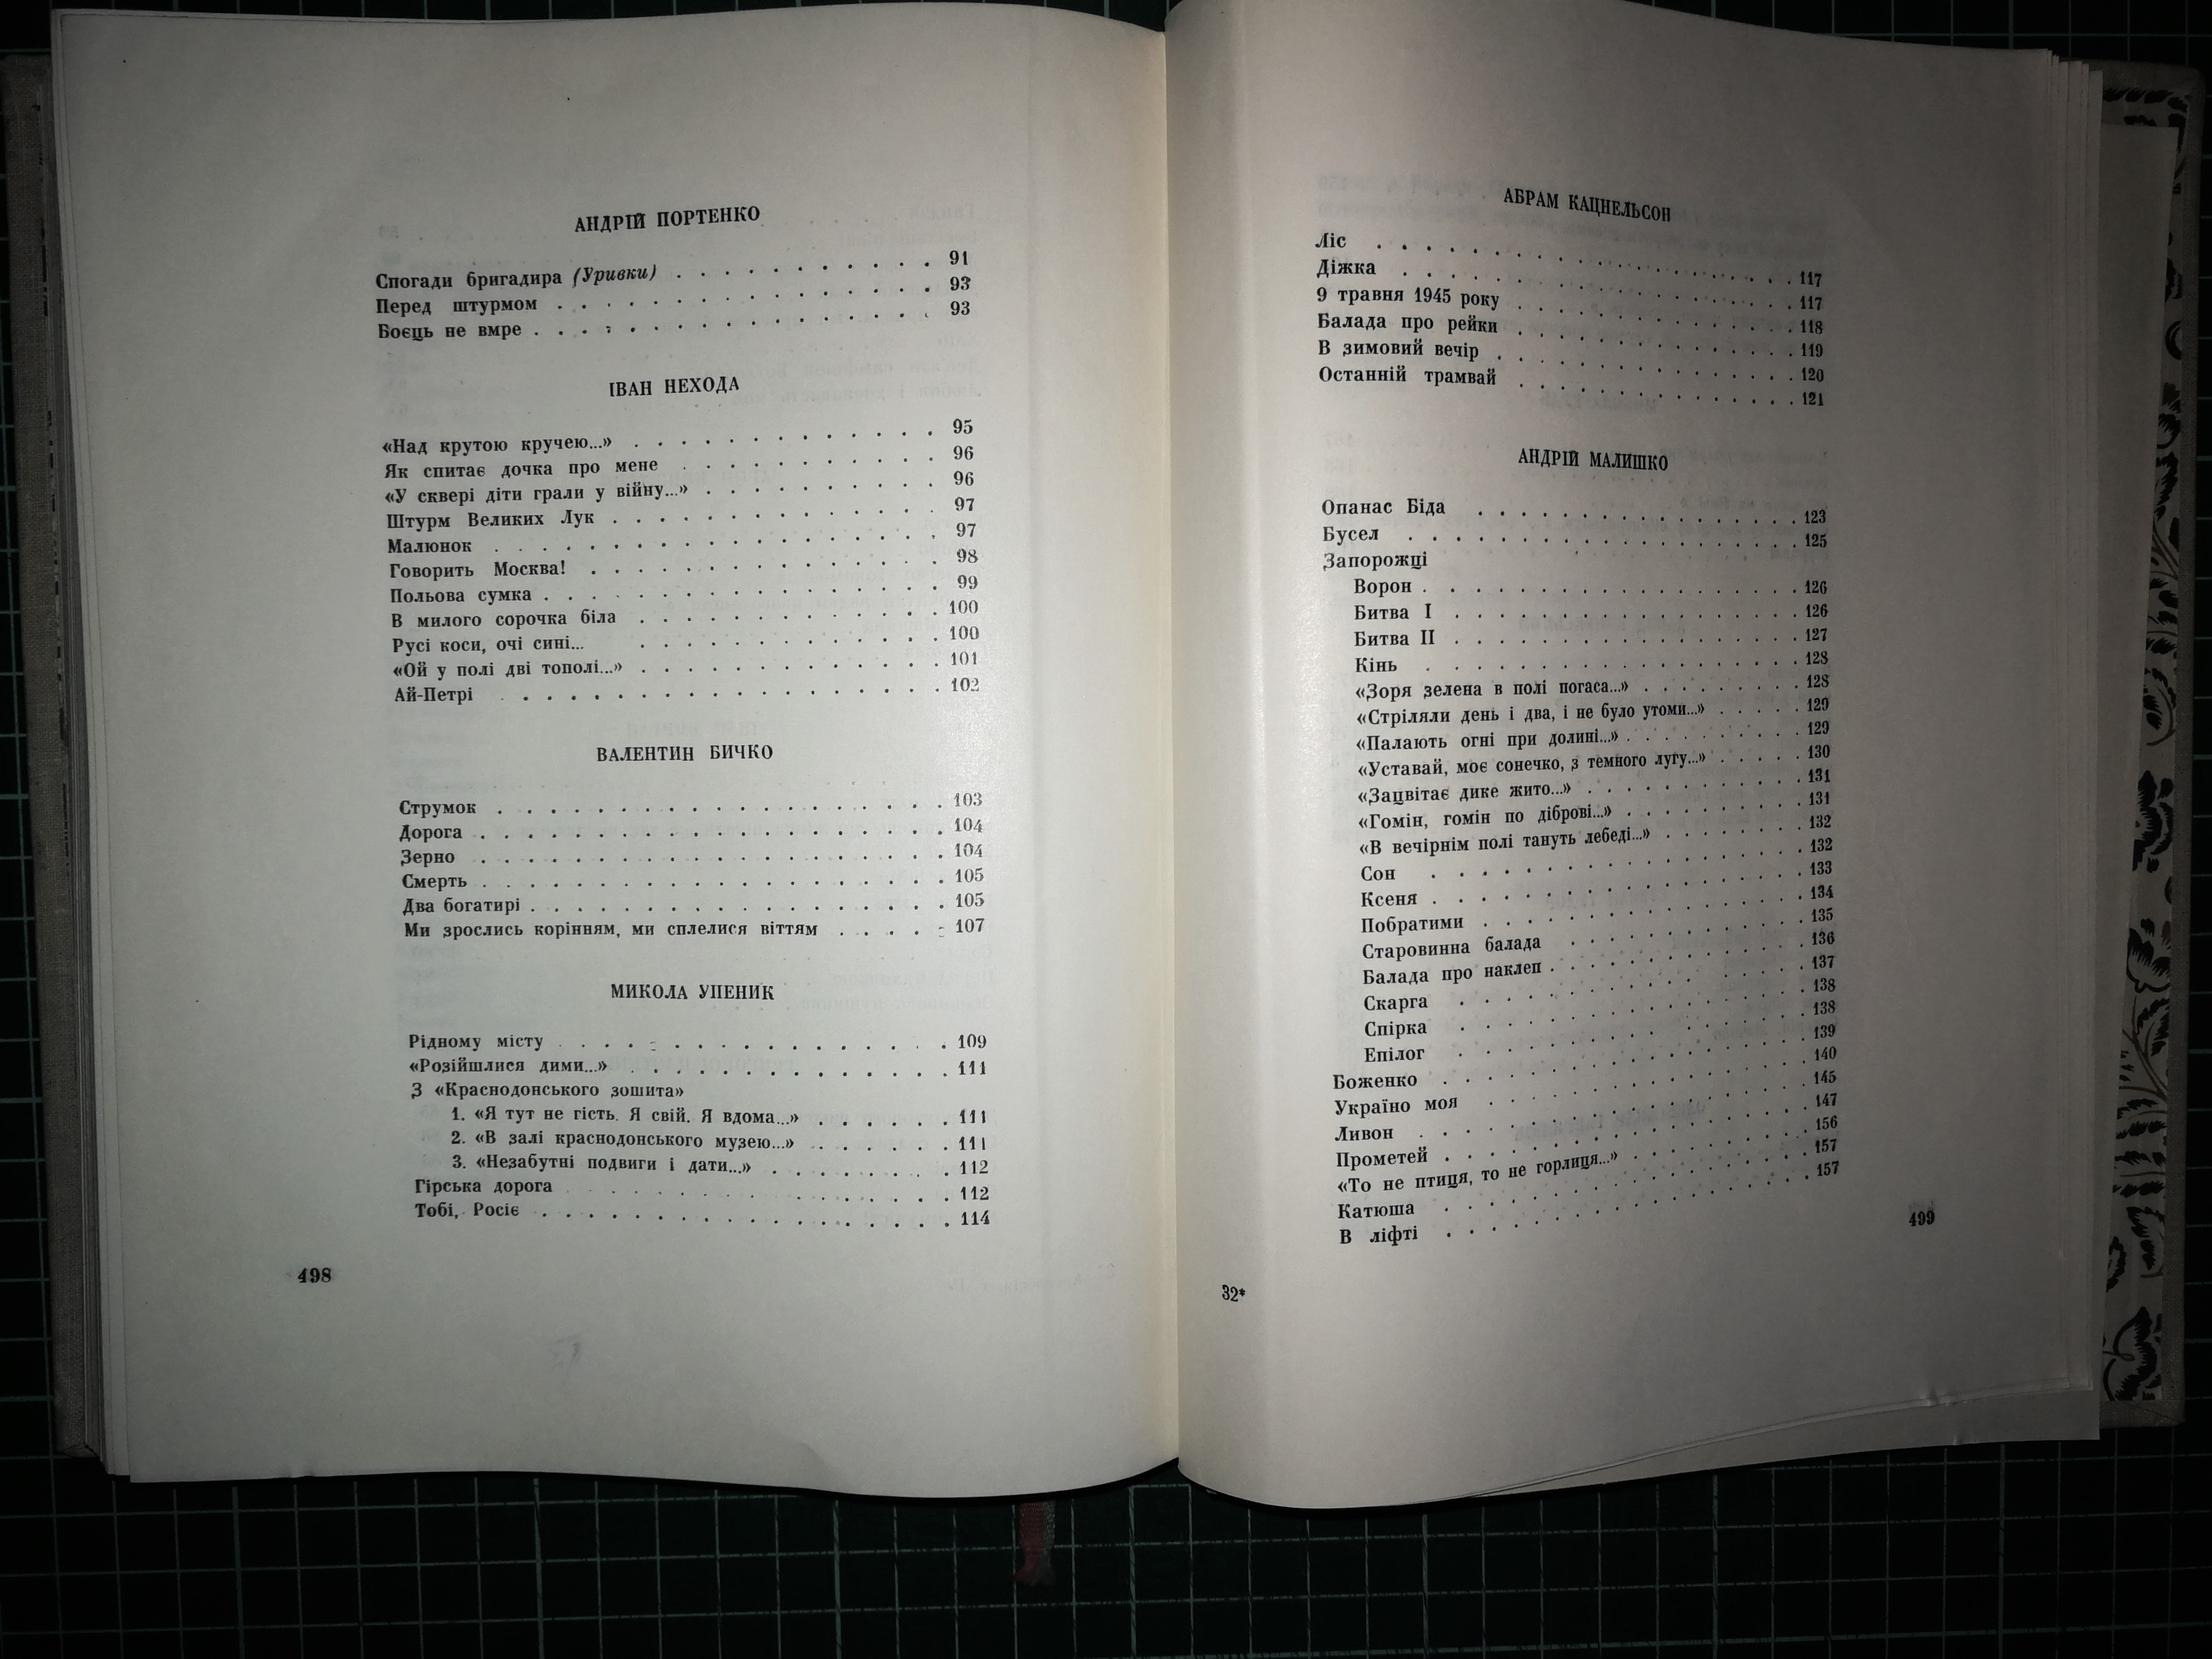 АНДРІЙ ПОРТЕНКО
Спогади бригадира (Уривки) . . . . . . . . . . . 91
Перед штурмом . . . . . . . . . . . . . . . . 93
Боєць не вмре . . . . . . . . . . . . . . . . . 93
ІВАН НЕХОДА
«Над крутою кручею...» . . . . . . . . . . . . . 95
Як спитає дочка про мене . . . . . . . . . . . 96
«У сквері діти грали у війну...» . . . . . . . . . . 96
Штурм Великих Лук . . . . . . . . . . . . . . 97
Малюнок . . . . . . . . . . . . . . . . . . . 97
Говорить Москва! . . . . . . . . . . . . . . . 98
Польова сумка . . . . . . . . . . . . . . . . . 99
В милого сорочка біла . . . . . . . . . . . . . 100
Русі коси, очі сині... . . . . . . . . . . . . . 100
«Ой у полі дві тополі...» . . . . . . . . . . . . . 101
Ай-Петрі . . . . . . . . . . . . . . . . . . 102
ВАЛЕНТИН БИЧКО
Струмок . . . . . . . . . . . . . . . . . . . 103
Дорога . . . . . . . . . . . . . . . . . . . . 104
Зерно . . . . . . . . . . . . . . . . . . . . 104
Смерть . . . . . . . . . . . . . . . . . . . . 105
Два богатирі . . . . . . . . . . . . . . . . . . 105
Ми зрослись корінням, ми сплелися віттям . . . . . 107
МИКОЛА УПЕНИК
Рідному місту . . . . . . . . . . . . . . . . . 109
«Розійшлися дими...» . . . . . . . . . . . . . . 111
З «Краснодонського зошита»
1. «Я тут не гість. Я свій. Я вдома...» . . . . . . 111
2. «В залі краснодонського музею...» . . . . . . 111
3. «Незабутні подвиги і дати...» . . . . . . . . 112
Гірська дорога . . . . . . . . . . . . . . . . 112
Тобі, Росіє . . . . . . . . . . . . . . . . . . 114
498
АБРАМ КАЦНЕЛЬСОН
Ліс . . . . . . . . . . . . . . . . . . . 117
Діжка . . . . . . . . . . . . . . . . . . 117
9 травня 1945 року . . . . . . . . . . . . . 118
Балада про рейки . . . . . . . . . . . . . 119
В зимовий вечір . . . . . . . . . . . . . . 120
Останній трамвай . . . . . . . . . . . . . 121
АНДРІЙ МАЛИШКО
Опанас Біда . . . . . . . . . . . . . . . 123
Бусел . . . . . . . . . . . . . . . . . . 125
Запорожці
Ворон . . . . . . . . . . . . . . . . . 126
Битва I . . . . . . . . . . . . . . . . 126
Битва II . . . . . . . . . . . . . . . . 127
Кінь . . . . . . . . . . . . . . . . . 128
«Зоря зелена в полі погаса...» . . . . . . . . 128
«Стріляли день і два, і не було утоми...» . . . . . 129
«Палають огні при долині...» . . . . . . . . . 129
«Уставай, моє сонечко, з темного лугу...» . . . . . 130
«Зацвітає дике жито...» . . . . . . . . . . 131
«Гомін, гомін по діброві...» . . . . . . . . . 131
«В вечірнім полі тануть лебеді...» . . . . . . . 132
Сон . . . . . . . . . . . . . . . . . 132
Ксеня . . . . . . . . . . . . . . . . . 133
Побратими . . . . . . . . . . . . . . . 134
Старовинна балада . . . . . . . . . . . 135
Балада про наклеп . . . . . . . . . . . . 136
Скарга . . . . . . . . . . . . . . . . 137
Спірка . . . . . . . . . . . . . . . . 138
Епілог . . . . . . . . . . . . . . . . 138
Боженко . . . . . . . . . . . . . . . . . 139
Україно моя . . . . . . . . . . . . . . . 140
Ливон . . . . . . . . . . . . . . . . . . 145
Прометей . . . . . . . . . . . . . . . . . 147
«То не птиця, то не горлиця...» . . . . . . . . . 156
Катюша . . . . . . . . . . . . . . . . . 157
В ліфті . . . . . . . . . . . . . . . . . 157
499
32*